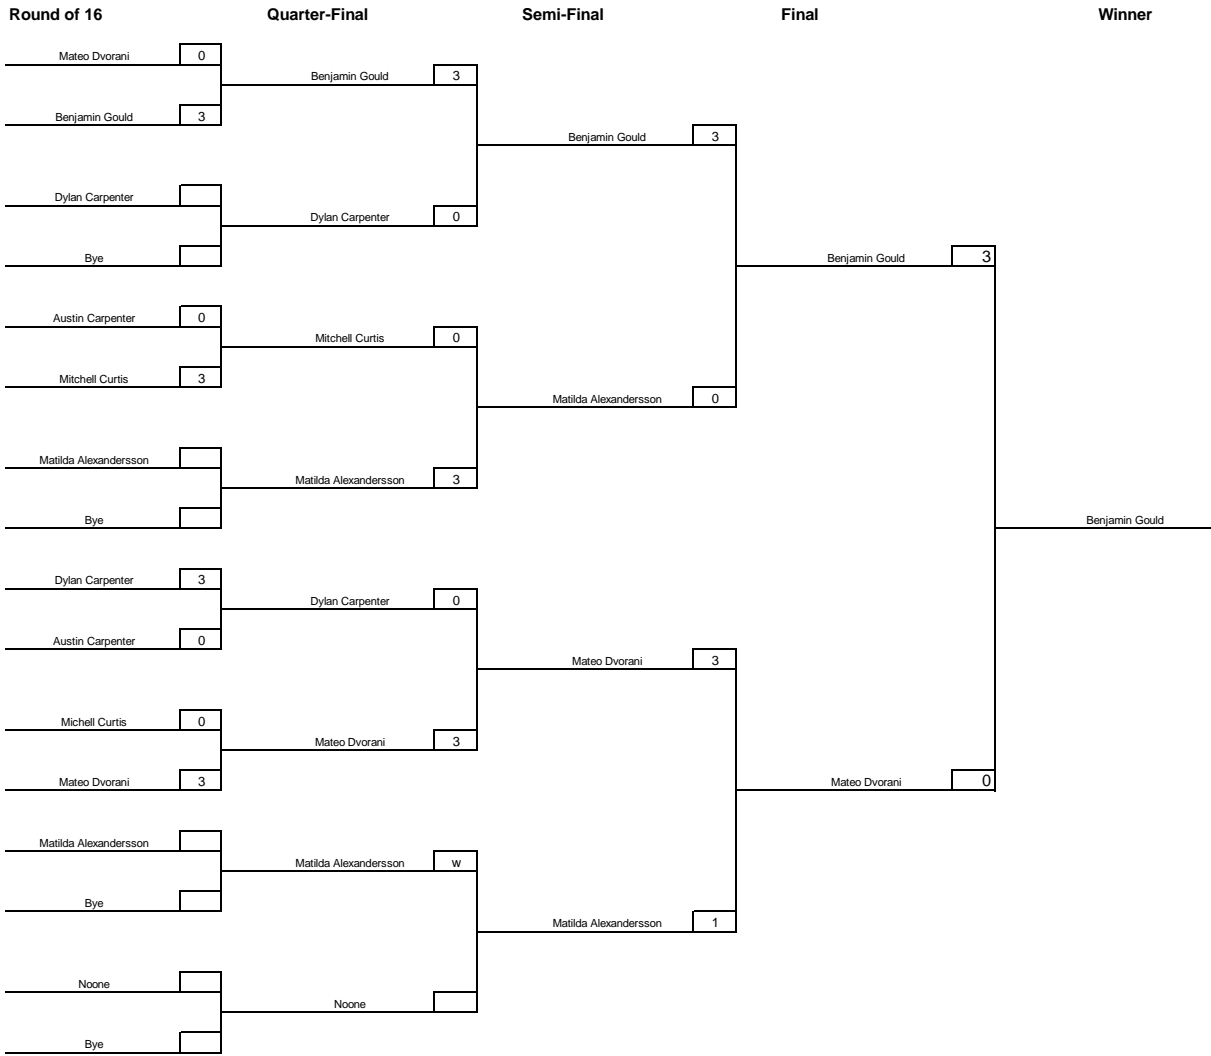 Round of 16 Quarter-Final Semi-Final Final Winner
Mateo Dvorani 0
Benjamin Gould 3
Benjamin Gould 3
Benjamin Gould 3
Dylan Carpenter
Dylan Carpenter 0
Bye
Benjamin Gould 3
Austin Carpenter 0
Mitchell Curtis 0
Mitchell Curtis 3
Matilda Alexandersson 0
Matilda Alexandersson
Matilda Alexandersson 3
Bye
Benjamin Gould
Dylan Carpenter 3
Dylan Carpenter 0
Austin Carpenter 0
Mateo Dvorani 3
Michell Curtis 0
Mateo Dvorani 3
Mateo Dvorani 3
Mateo Dvorani 0
Matilda Alexandersson
Matilda Alexandersson w
Bye
Matilda Alexandersson 1
Noone
Noone
Bye